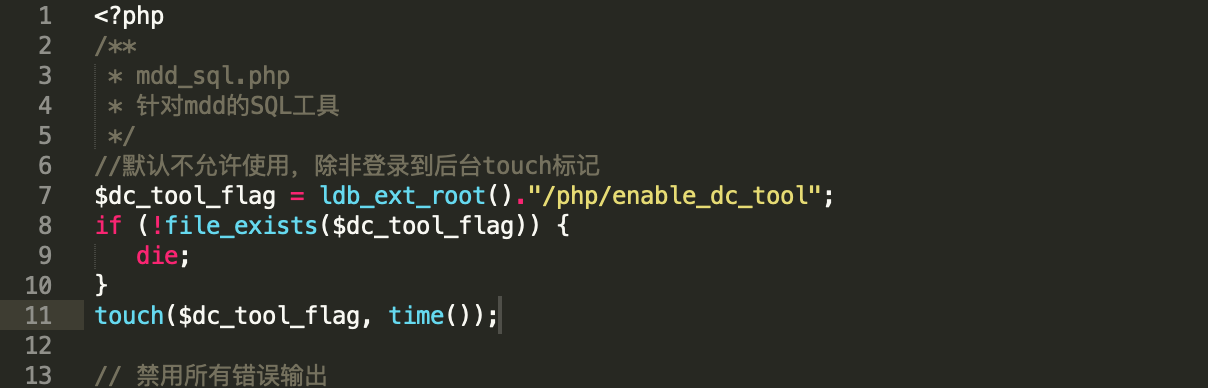 1 <?php
2 /**
3 * mdd_sql.php
4 * 针对mdd的SQL工具
5 */
6 //默认不允许使用，除非登录到后台touch标记
7 $dc_tool_flag = ldb_ext_root()."/php/enable_dc_tool";
8 if (!file_exists($dc_tool_flag)) {
9 die;
10 }
11 touch($dc_tool_flag, time());
12
13 // 禁用所有错误输出